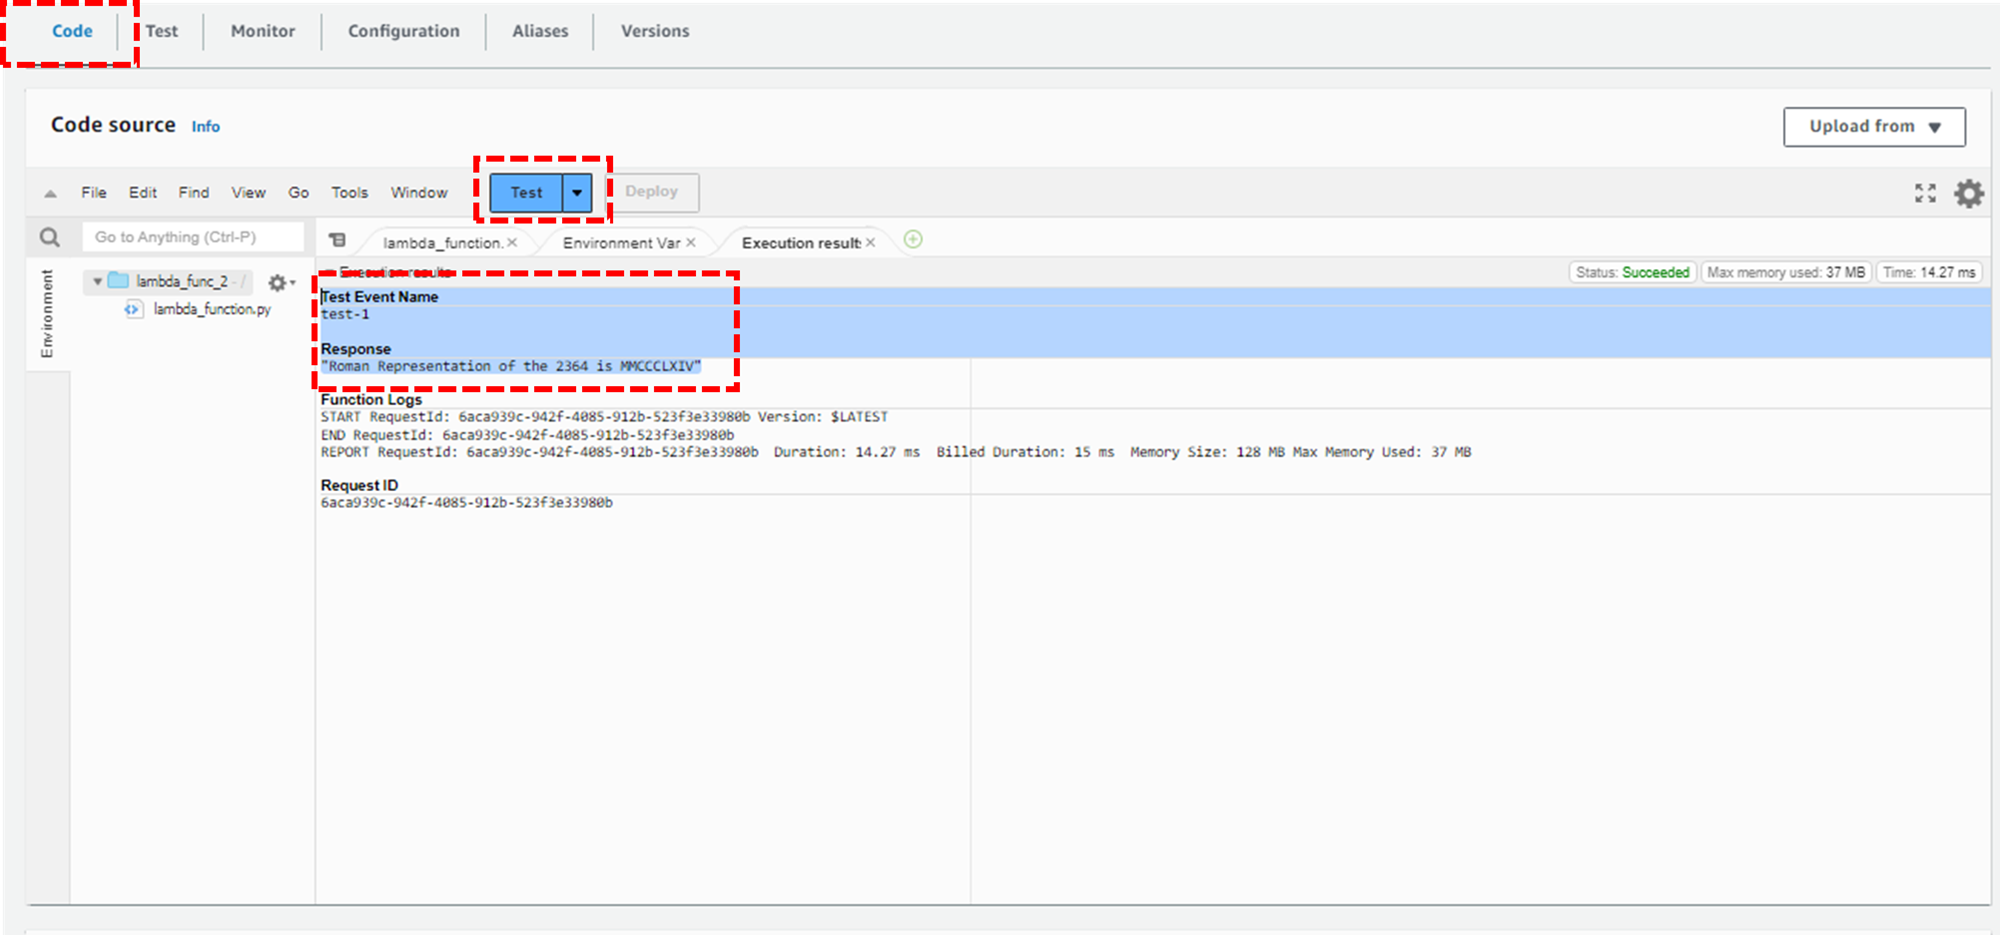 Code Test Monitor Configuration Aliases Versions
Code source Info
Upload from
File Edit Find View Go Tools Window Test Deploy
Go to Anything (Ctrl-P)
lambda_function. Environment Var Execution result
Execution results
Status: Succeeded Max memory used: 37 MB Time: 14.27 ms
Environment
lambda_func_2 - /
lambda_function.py
Test Event Name
test-1
Response
"Roman Representation of the 2364 is MMCCCLXIV"
Function Logs
START RequestId: 6aca939c-942f-4085-912b-523f3e33980b Version: $LATEST
END RequestId: 6aca939c-942f-4085-912b-523f3e33980b
REPORT RequestId: 6aca939c-942f-4085-912b-523f3e33980b Duration: 14.27 ms Billed Duration: 15 ms Memory Size: 128 MB Max Memory Used: 37 MB
Request ID
6aca939c-942f-4085-912b-523f3e33980b